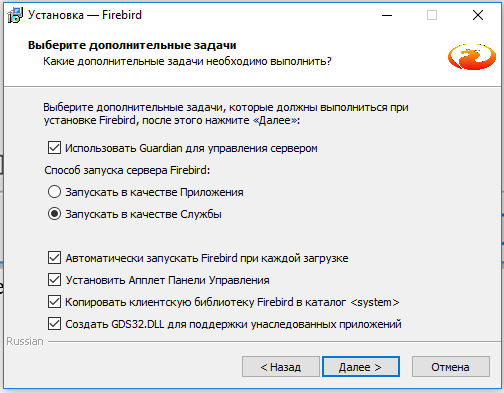 Установка — Firebird
Выберите дополнительные задачи
Какие дополнительные задачи необходимо выполнить?
Выберите дополнительные задачи, которые должны выполниться при
установке Firebird, после этого нажмите «Далее»:
Использовать Guardian для управления сервером
Способ запуска сервера Firebird:
Запускать в качестве Приложения
Запускать в качестве Службы
Автоматически запускать Firebird при каждой загрузке
Установить Апплет Панели Управления
Копировать клиентскую библиотеку Firebird в каталог <system>
Создать GDS32.DLL для поддержки унаследованных приложений
Russian
< Назад Далее > Отмена